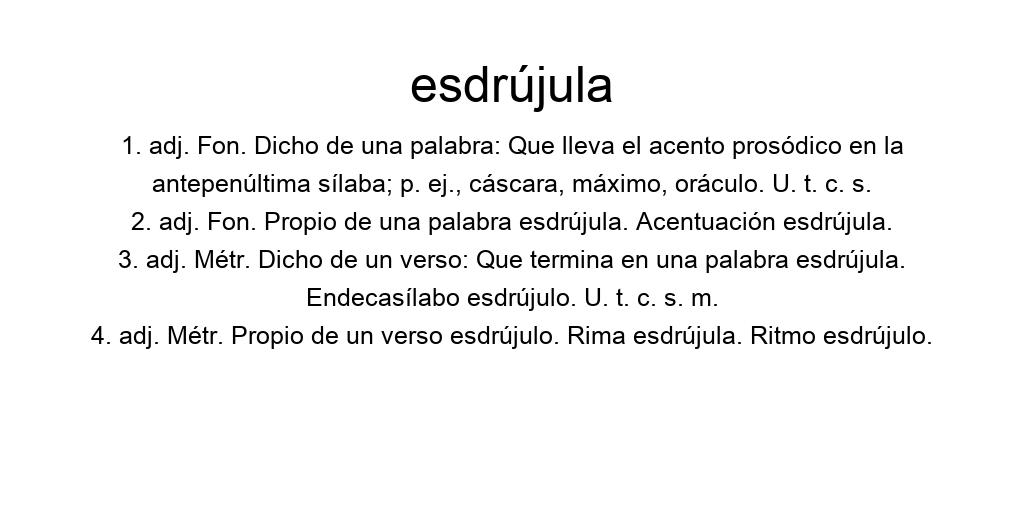 esdrújula
1. adj. Fon. Dicho de una palabra: Que lleva el acento prosódico en la
antepenúltima sílaba; p. ej., cáscara, máximo, oráculo. U. t. c. s.
2. adj. Fon. Propio de una palabra esdrújula. Acentuación esdrújula.
3. adj. Métr. Dicho de un verso: Que termina en una palabra esdrújula.
Endecasílabo esdrújulo. U. t. c. s. m.
4. adj. Métr. Propio de un verso esdrújulo. Rima esdrújula. Ritmo esdrújulo.